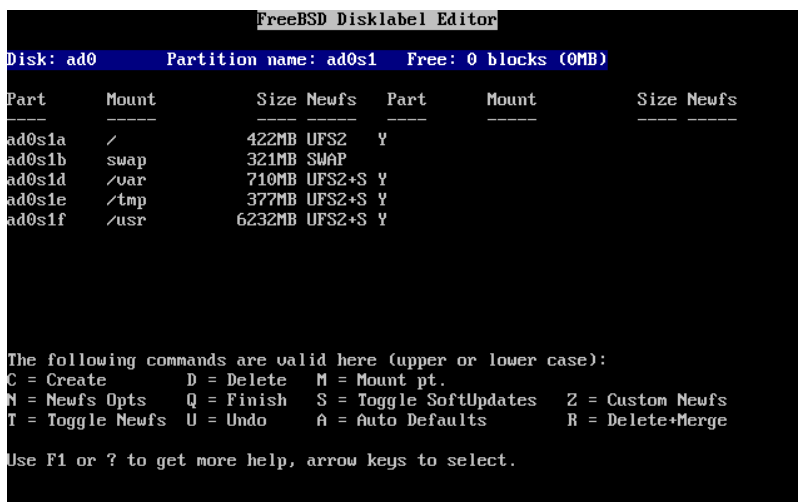 FreeBSD Disklabel Editor
Disk: ad0 Partition name: ad0s1 Free: 0 blocks (0MB)
Part Mount Size Newfs Part Mount Size Newfs
---- ----- ---- ----- ---- ----- ---- -----
ad0s1a / 422MB UFS2 Y
ad0s1b swap 321MB SWAP
ad0s1d /var 710MB UFS2+S Y
ad0s1e /tmp 377MB UFS2+S Y
ad0s1f /usr 6232MB UFS2+S Y
The following commands are valid here (upper or lower case):
C = Create D = Delete M = Mount pt.
N = Newfs Opts Q = Finish S = Toggle SoftUpdates Z = Custom Newfs
T = Toggle Newfs U = Undo A = Auto Defaults R = Delete+Merge
Use F1 or ? to get more help, arrow keys to select.